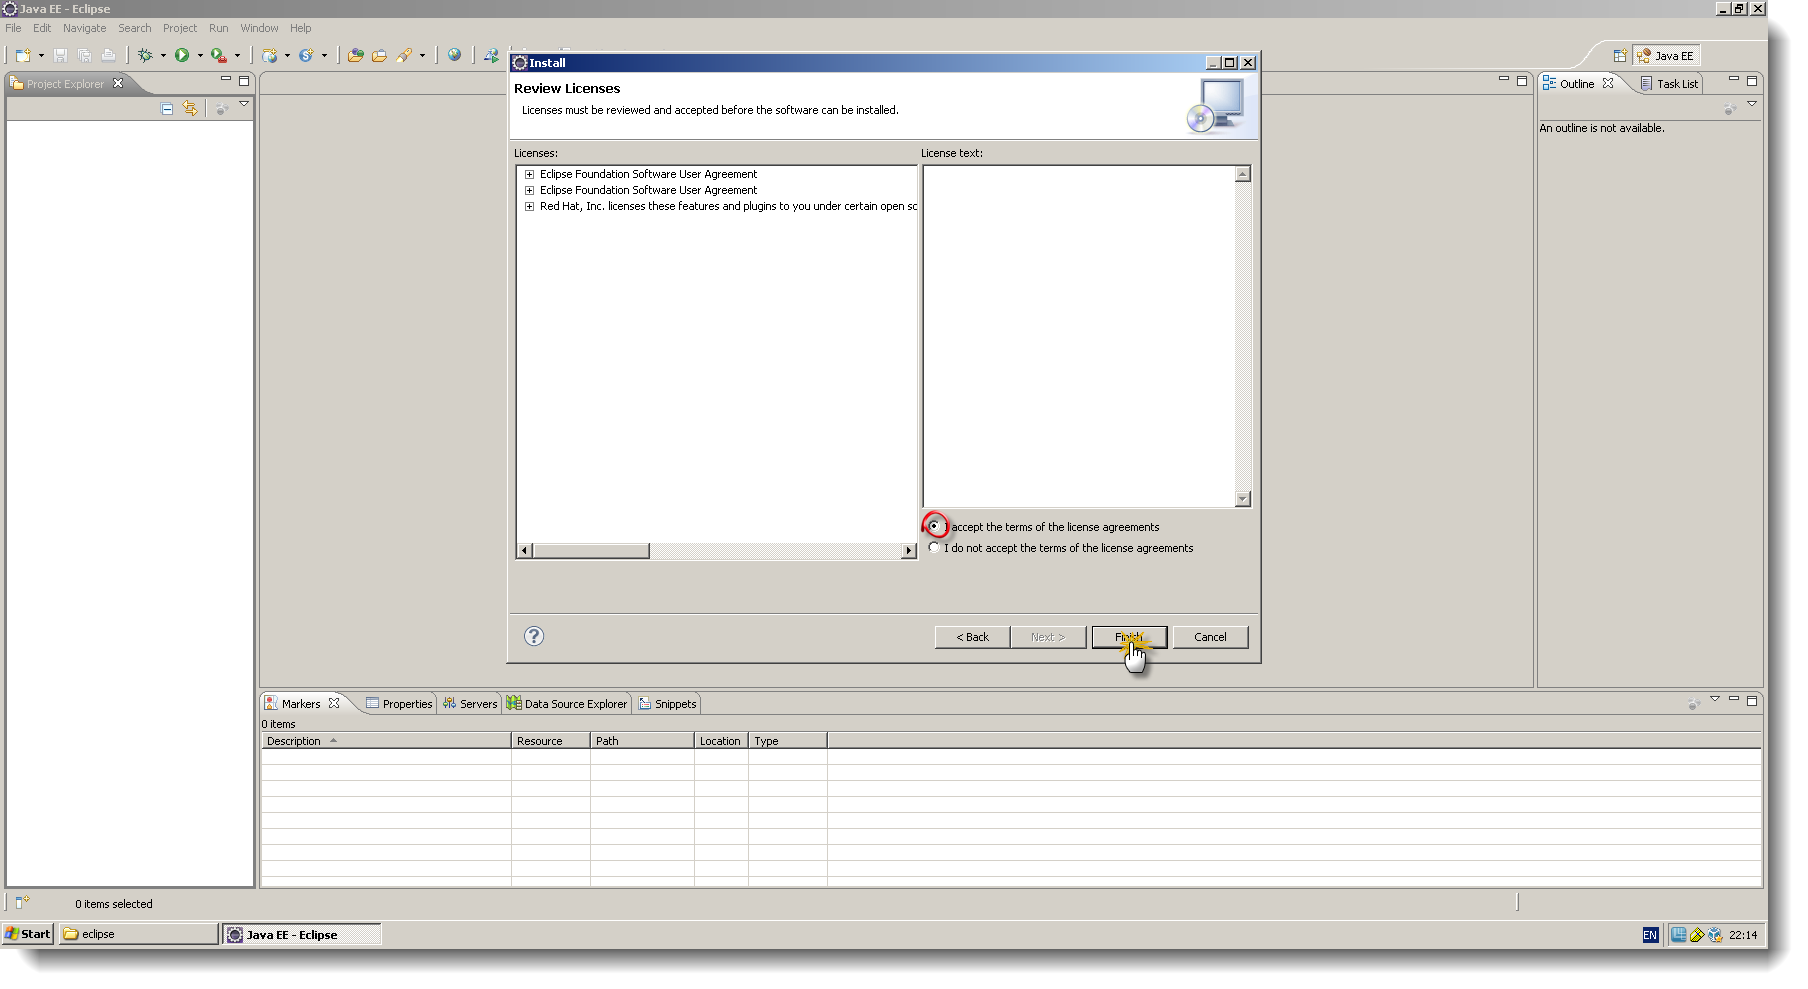 Java EE - Eclipse
File Edit Navigate Search Project Run Window Help
Java EE
Project Explorer
Outline
Task List
An outline is not available.
Install
Review Licenses
Licenses must be reviewed and accepted before the software can be installed.
Licenses:
License text:
Eclipse Foundation Software User Agreement
Eclipse Foundation Software User Agreement
Red Hat, Inc. licenses these features and plugins to you under certain open sc
I accept the terms of the license agreements
I do not accept the terms of the license agreements
< Back
Next >
Finish
Cancel
Markers
Properties
Servers
Data Source Explorer
Snippets
0 items
Description Resource Path Location Type
0 items selected
Start
eclipse
Java EE - Eclipse
EN
22:14